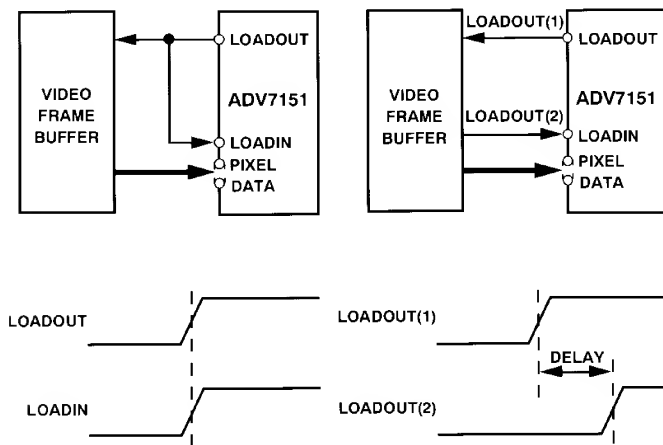 LOADOUT
ADV7151
VIDEO
FRAME
BUFFER
LOADIN
PIXEL
DATA
LOADOUT(1)
LOADOUT
ADV7151
VIDEO
FRAME
BUFFER
LOADOUT(2)
LOADIN
PIXEL
DATA
LOADOUT
LOADIN
LOADOUT(1)
DELAY
LOADOUT(2)